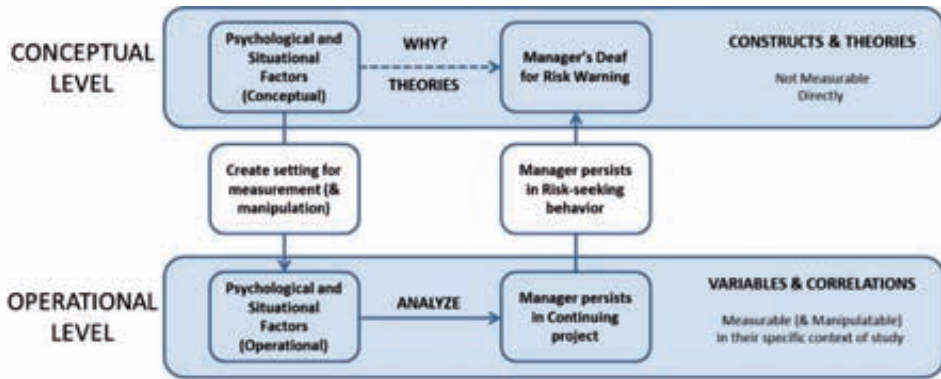 CONCEPTUAL
LEVEL
Psychological and
Situational
Factors
(Conceptual)
WHY?
THEORIES
Manager's Deaf
for Risk Warning
CONSTRUCTS & THEORIES
Not Measurable
Directly
Create setting for
measurement (&
manipulation)
Manager persists
in Risk-seeking
behavior
OPERATIONAL
LEVEL
Psychological and
Situational
Factors
(Operational)
ANALYZE
Manager persists
in Continuing
project
VARIABLES & CORRELATIONS
Measurable (& Manipulatable)
in their specific context of study